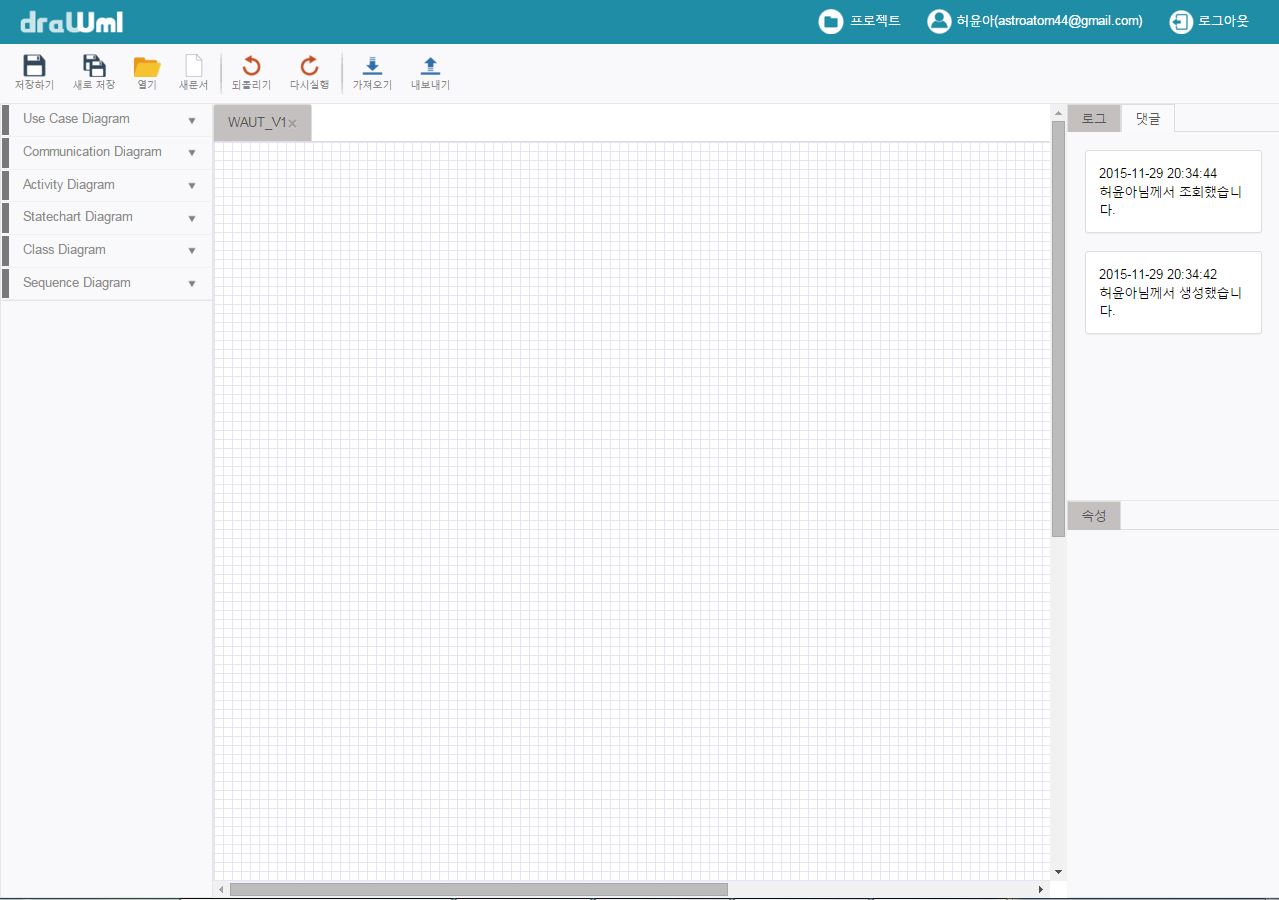 draWml
프로젝트
허윤아(astroatom44@gmail.com)
로그아웃
저장하기
새로 저장
열기
새문서
되돌리기
다시실행
가져오기
내보내기
Use Case Diagram
Communication Diagram
Activity Diagram
Statechart Diagram
Class Diagram
Sequence Diagram
WAUT_V1×
로그
댓글
2015-11-29 20:34:44
허윤아님께서 조회했습니
다.
2015-11-29 20:34:42
허윤아님께서 생성했습니
다.
속성